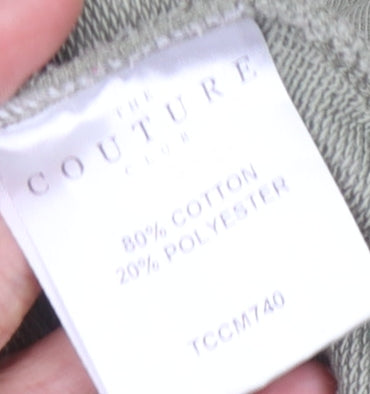 THE
COUTURE
CLUB
80% COTTON
20% POLYESTER
TCCM740